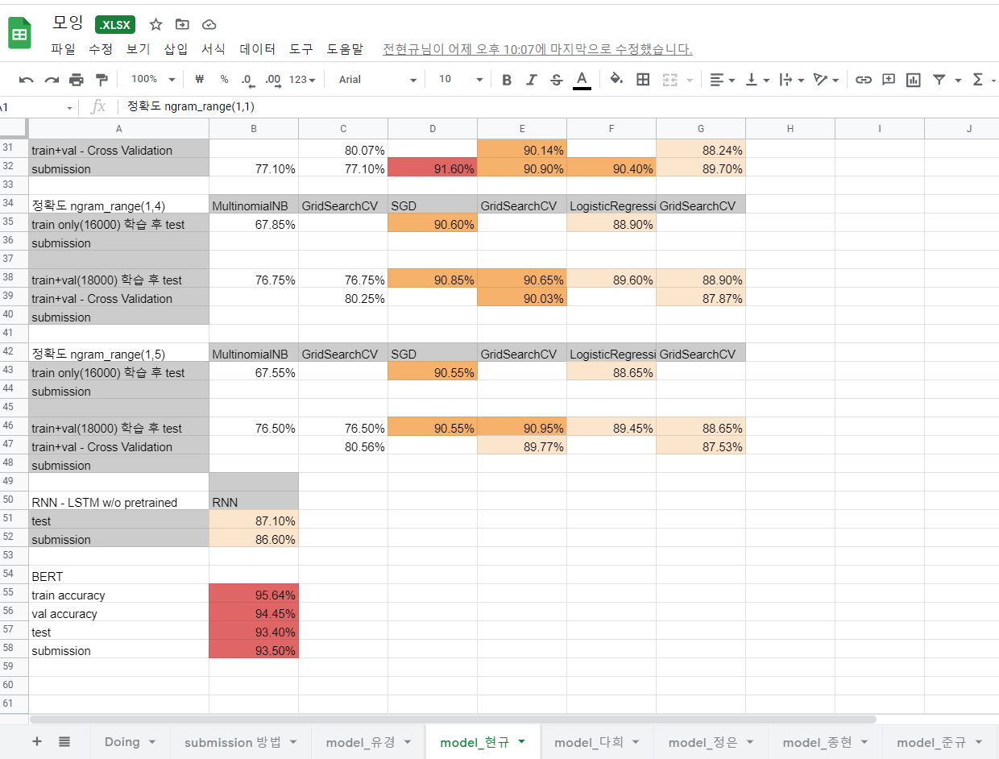 모잉 .XLSX
파일 수정 보기 삽입 서식 데이터 도구 도움말 전현규님이 어제 오후 10:07에 마지막으로 수정했습니다.
100% ₩ % .0 .00 123 Arial 10 B I S A Σ
A1 fx 정확도 ngram_range(1,1)
A B C D E F G H I J
31 train+val - Cross Validation 80.07% 90.14% 88.24%
32 submission 77.10% 77.10% 91.60% 90.90% 90.40% 89.70%
33
34 정확도 ngram_range(1,4) MultinomialNB GridSearchCV SGD GridSearchCV LogisticRegressi GridSearchCV
35 train only(16000) 학습 후 test 67.85% 90.60% 88.90%
36 submission
37
38 train+val(18000) 학습 후 test 76.75% 76.75% 90.85% 90.65% 89.60% 88.90%
39 train+val - Cross Validation 80.25% 90.03% 87.87%
40 submission
41
42 정확도 ngram_range(1,5) MultinomialNB GridSearchCV SGD GridSearchCV LogisticRegressi GridSearchCV
43 train only(16000) 학습 후 test 67.55% 90.55% 88.65%
44 submission
45
46 train+val(18000) 학습 후 test 76.50% 76.50% 90.55% 90.95% 89.45% 88.65%
47 train+val - Cross Validation 80.56% 89.77% 87.53%
48 submission
49
50 RNN - LSTM w/o pretrained RNN
51 test 87.10%
52 submission 86.60%
53
54 BERT
55 train accuracy 95.64%
56 val accuracy 94.45%
57 test 93.40%
58 submission 93.50%
59
60
61
+ Doing submission 방법 model_유경 model_현규 model_다희 model_정은 model_종현 model_준규